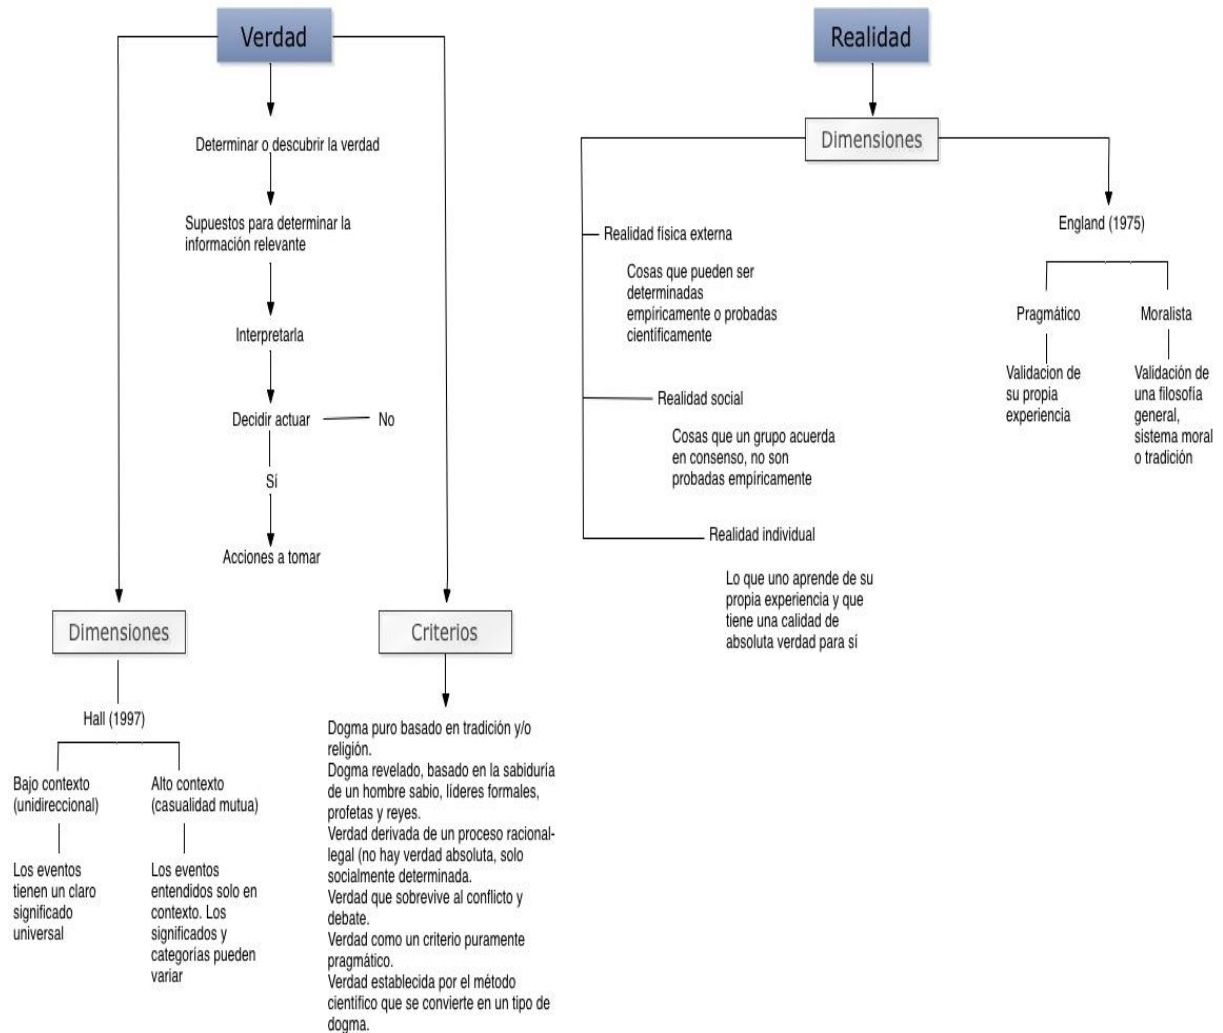 Verdad
Determinar o descubrir la verdad
Supuestos para determinar la
información relevante
Interpretarla
Decidir actuar
No
Sí
Acciones a tomar
Dimensiones
Hall (1997)
Bajo contexto
(unidireccional)
Los eventos
tienen un claro
significado
universal
Alto contexto
(casualidad mutua)
Los eventos
entendidos solo en
contexto. Los
significados y
categorías pueden
variar
Criterios
Dogma puro basado en tradición y/o
religión.
Dogma revelado, basado en la sabiduría
de un hombre sabio, líderes formales,
profetas y reyes.
Verdad derivada de un proceso racional-
legal (no hay verdad absoluta, solo
socialmente determinada.
Verdad que sobrevive al conflicto y
debate.
Verdad como un criterio puramente
pragmático.
Verdad establecida por el método
científico que se convierte en un tipo de
dogma.
Realidad
Dimensiones
Realidad física externa
Cosas que pueden ser
determinadas
empíricamente o probadas
científicamente
Realidad social
Cosas que un grupo acuerda
en consenso, no son
probadas empíricamente
Realidad individual
Lo que uno aprende de su
propia experiencia y que
tiene una calidad de
absoluta verdad para sí
England (1975)
Pragmático
Validacion de
su propia
experiencia
Moralista
Validación de
una filosofía
general,
sistema moral
o tradición